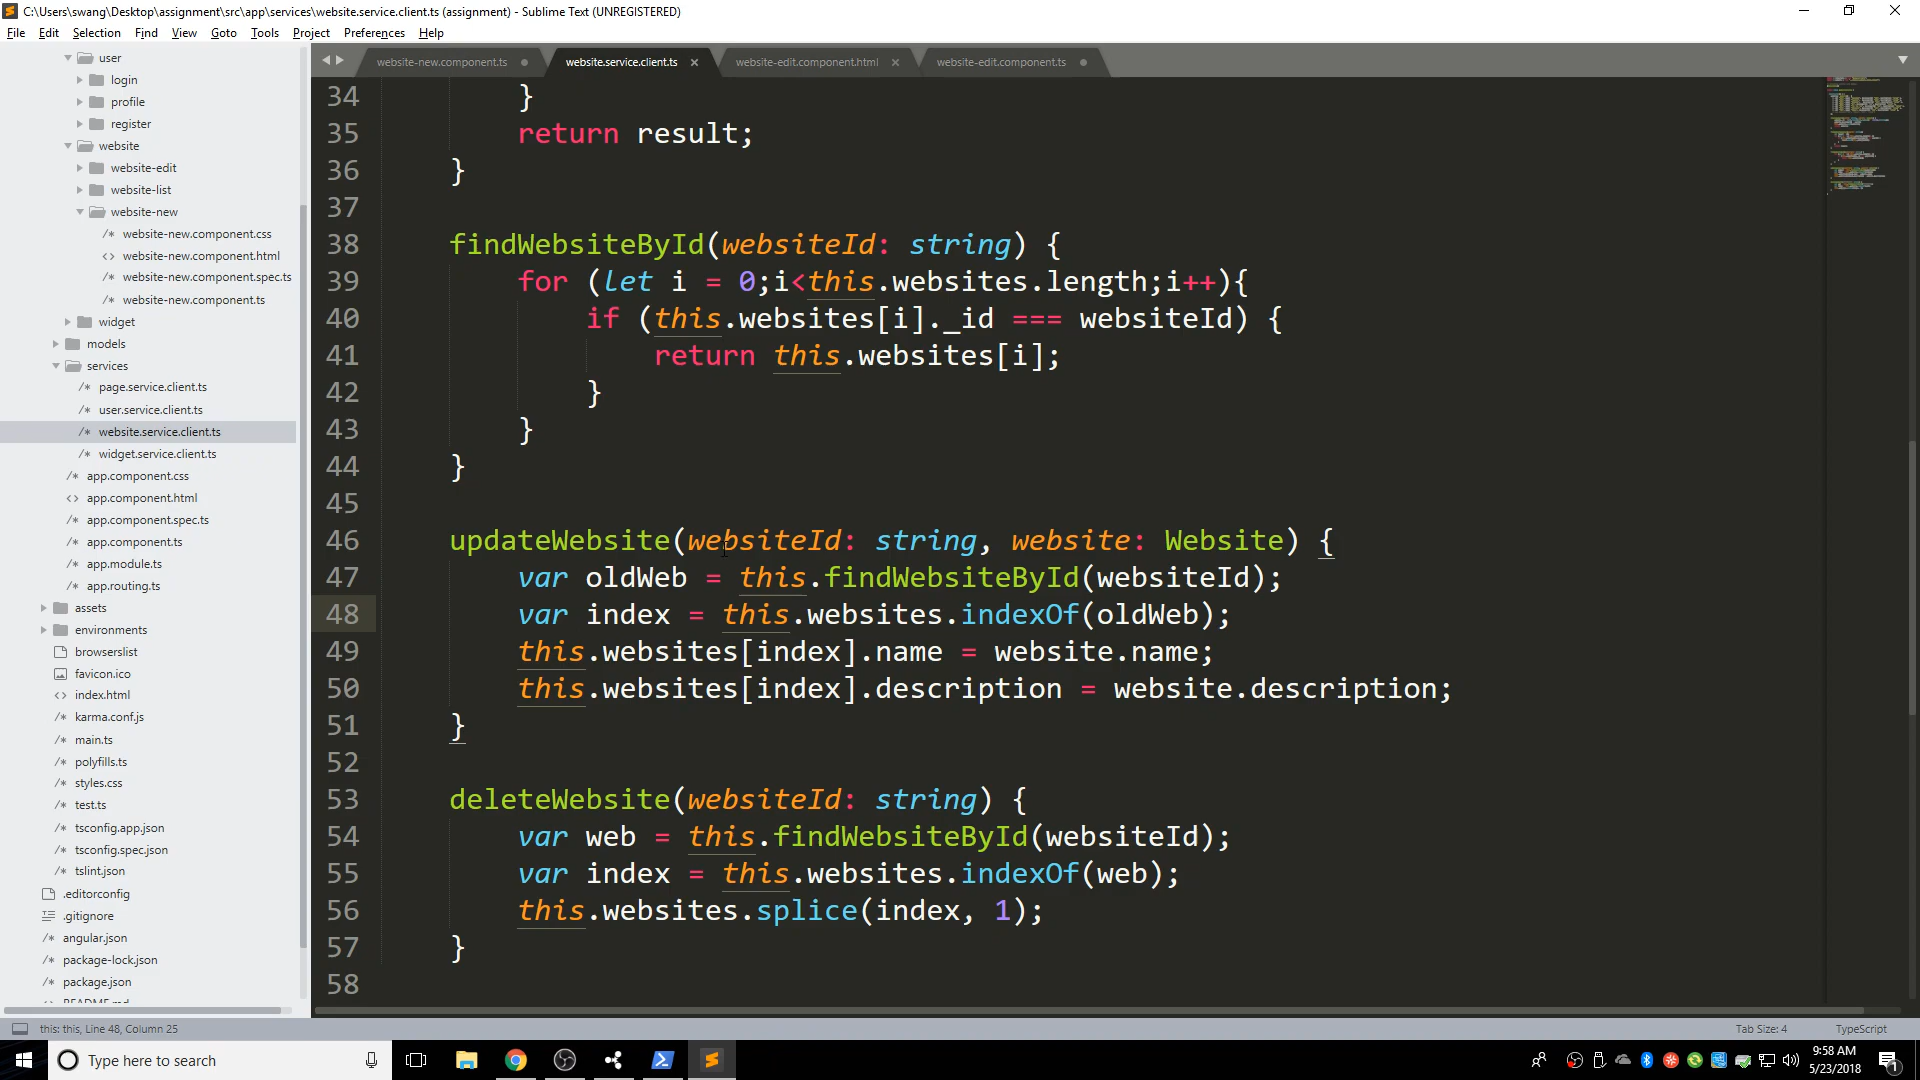 C:\Users\swang\Desktop\assignment\src\app\services\website.service.client.ts (assignment) - Sublime Text (UNREGISTERED)
File Edit Selection Find View Goto Tools Project Preferences Help
user
login
profile
register
website
website-edit
website-list
website-new
website-new.component.css
website-new.component.html
website-new.component.spec.ts
website-new.component.ts
widget
models
services
page.service.client.ts
user.service.client.ts
website.service.client.ts
widget.service.client.ts
app.component.css
app.component.html
app.component.spec.ts
app.component.ts
app.module.ts
app.routing.ts
assets
environments
browserslist
favicon.ico
index.html
karma.conf.js
main.ts
polyfills.ts
styles.css
test.ts
tsconfig.app.json
tsconfig.spec.json
tslint.json
.editorconfig
.gitignore
angular.json
package-lock.json
package.json
README.md
website-new.component.ts website.service.client.ts website-edit.component.html website-edit.component.ts
34 }
35 return result;
36 }
37
38 findWebsiteById(websiteId: string) {
39 for (let i = 0;i<this.websites.length;i++){
40 if (this.websites[i]._id === websiteId) {
41 return this.websites[i];
42 }
43 }
44 }
45
46 updateWebsite(websiteId: string, website: Website) {
47 var oldWeb = this.findWebsiteById(websiteId);
48 var index = this.websites.indexOf(oldWeb);
49 this.websites[index].name = website.name;
50 this.websites[index].description = website.description;
51 }
52
53 deleteWebsite(websiteId: string) {
54 var web = this.findWebsiteById(websiteId);
55 var index = this.websites.indexOf(web);
56 this.websites.splice(index, 1);
57 }
58
this: this, Line 48, Column 25 Tab Size: 4 TypeScript
Type here to search
9:58 AM
5/23/2018
1